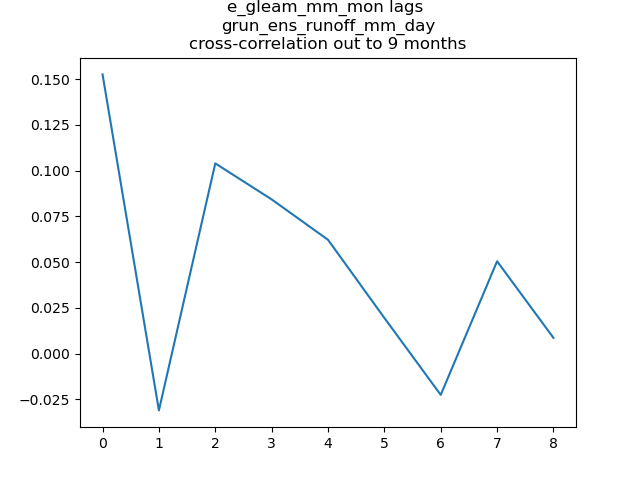 e_gleam_mm_mon lags
grun_ens_runoff_mm_day
cross-correlation out to 9 months
0.150
0.125
0.100
0.075
0.050
0.025
0.000
−0.025
0 1 2 3 4 5 6 7 8